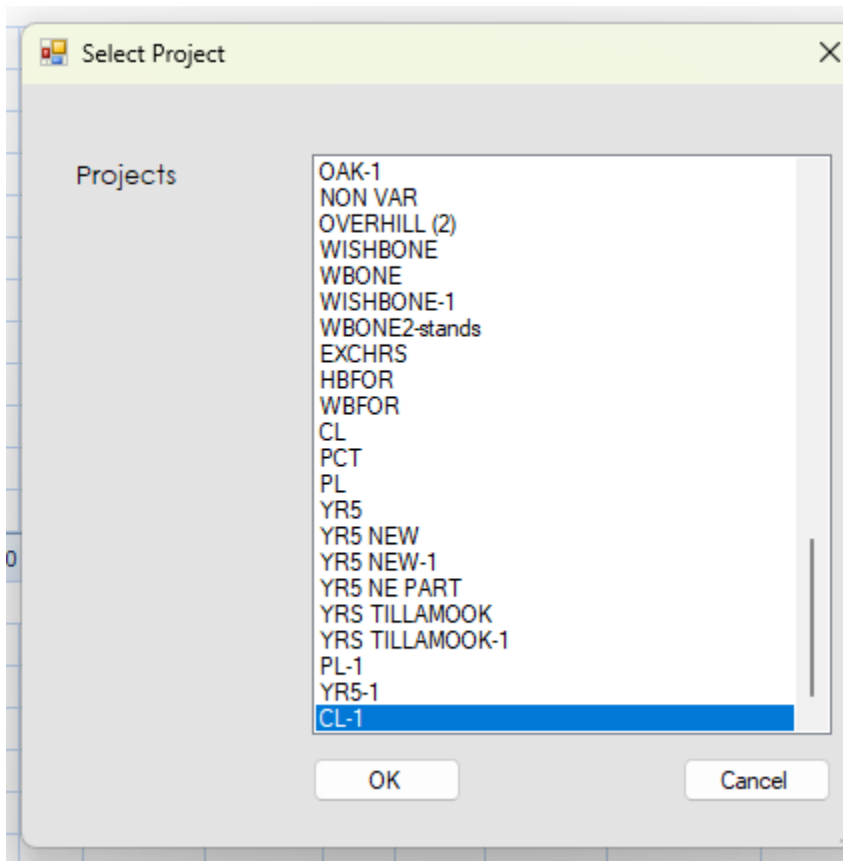 Select Project
Projects
OAK-1
NON VAR
OVERHILL (2)
WISHBONE
WBONE
WISHBONE-1
WBONE2-stands
EXCHRS
HBFOR
WBFOR
CL
PCT
PL
YR5
YR5 NEW
YR5 NEW-1
YR5 NE PART
YRS TILLAMOOK
YRS TILLAMOOK-1
PL-1
YR5-1
CL-1
0
OK
Cancel